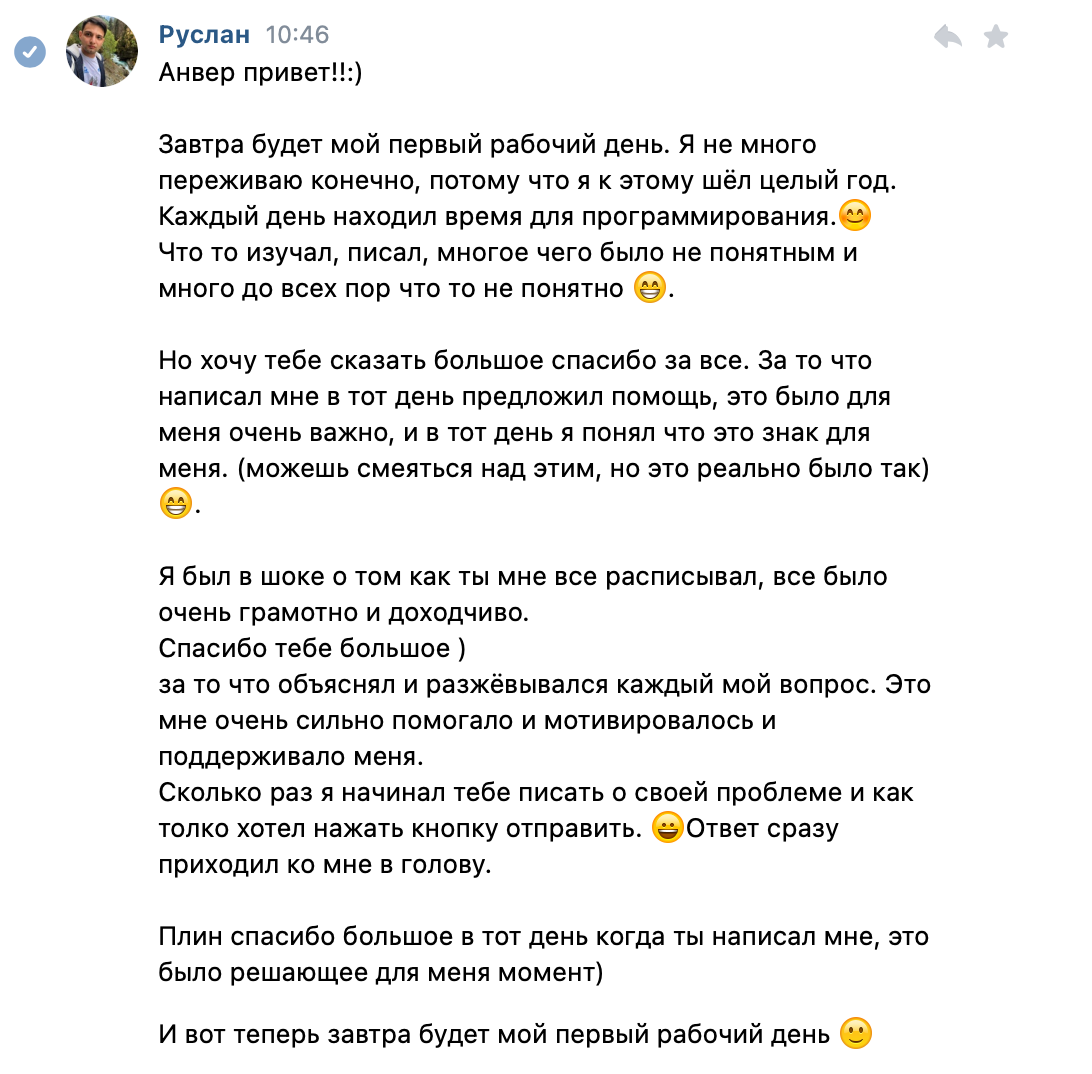 Руслан 10:46
Анвер привет!!:)
Завтра будет мой первый рабочий день. Я не много
переживаю конечно, потому что я к этому шёл целый год.
Каждый день находил время для программирования.😊
Что то изучал, писал, многое чего было не понятным и
много до всех пор что то не понятно 😁.
Но хочу тебе сказать большое спасибо за все. За то что
написал мне в тот день предложил помощь, это было для
меня очень важно, и в тот день я понял что это знак для
меня. (можешь смеяться над этим, но это реально было так)
😁.
Я был в шоке о том как ты мне все расписывал, все было
очень грамотно и доходчиво.
Спасибо тебе большое )
за то что объяснял и разжёвывался каждый мой вопрос. Это
мне очень сильно помогало и мотивировалось и
поддерживало меня.
Сколько раз я начинал тебе писать о своей проблеме и как
толко хотел нажать кнопку отправить. 😀Ответ сразу
приходил ко мне в голову.
Плин спасибо большое в тот день когда ты написал мне, это
было решающее для меня момент)
И вот теперь завтра будет мой первый рабочий день 🙂